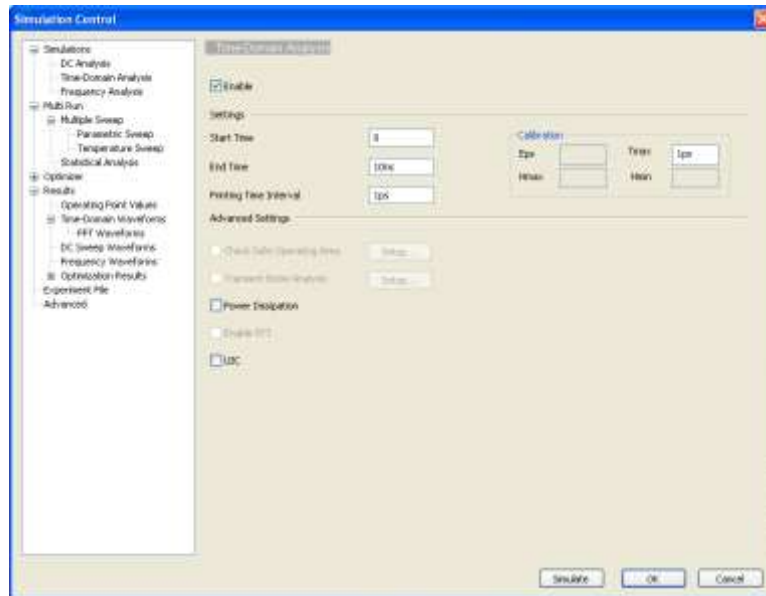 Simulation Control
Simulations
DC Analysis
Time-Domain Analysis
Frequency Analysis
Multi Run
Multiple Sweep
Parametric Sweep
Temperature Sweep
Statistical Analysis
Optimizer
Results
Operating Point Values
Time-Domain Waveforms
FFT Waveforms
DC Sweep Waveforms
Frequency Waveforms
Optimization Results
Experiment File
Advanced
Time-Domain Analysis
Enable
Settings
Start Time
0
End Time
10ns
Printing Time Interval
1ps
Calibration
Eps
Tmax
1ps
Hmax
Hmin
Advanced Settings
Check Safe Operating Area
Setup...
Transient Noise Analysis
Setup...
Power Dissipation
Enable FFT
UIC
Simulate
OK
Cancel